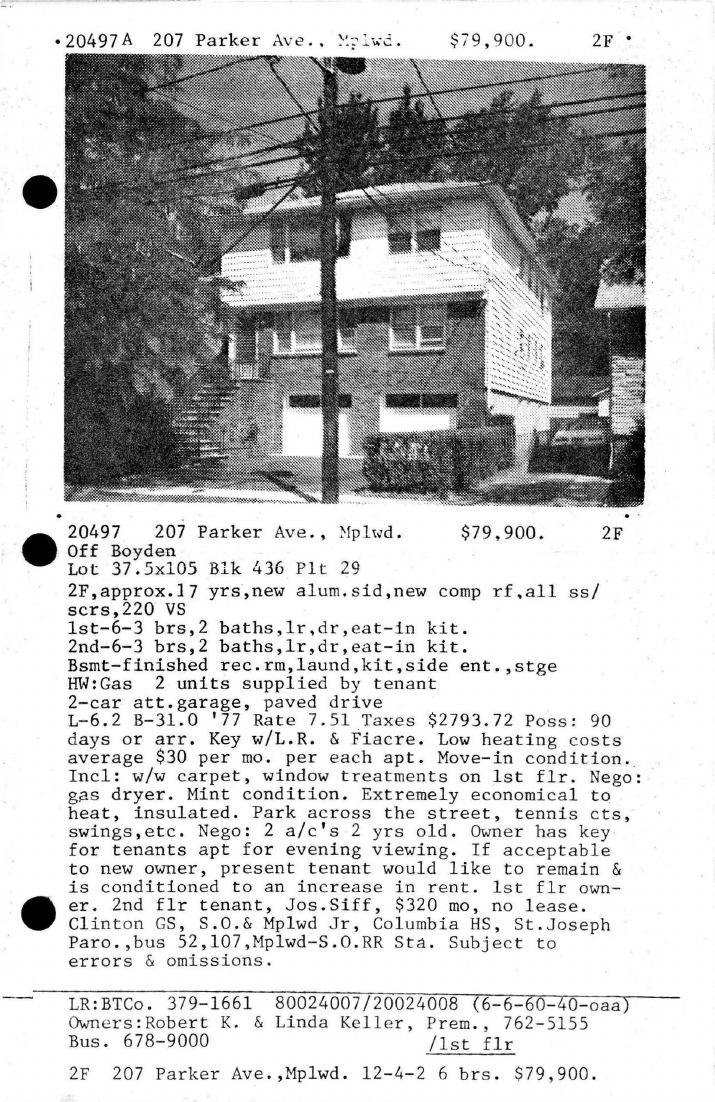 20497A 207 Parker Ave., Mplwd. $79,900. 2F
20497 207 Parker Ave., Mplwd. $79,900. 2F
Off Boyden
Lot 37.5x105 Blk 436 Plt 29
2F,approx.17 yrs,new alum.sid,new comp rf,all ss/
scrs,220 VS
1st-6-3 brs,2 baths,lr,dr,eat-in kit.
2nd-6-3 brs,2 baths,lr,dr,eat-in kit.
Bsmt-finished rec.rm,laund,kit,side ent.,stge
HW:Gas 2 units supplied by tenant
2-car att.garage, paved drive
L-6.2 B-31.0 '77 Rate 7.51 Taxes $2793.72 Poss: 90
days or arr. Key w/L.R. & Fiacre. Low heating costs
average $30 per mo. per each apt. Move-in condition.
Incl: w/w carpet, window treatments on 1st flr. Nego:
gas dryer. Mint condition. Extremely economical to
heat, insulated. Park across the street, tennis cts,
swings,etc. Nego: 2 a/c's 2 yrs old. Owner has key
for tenants apt for evening viewing. If acceptable
to new owner, present tenant would like to remain &
is conditioned to an increase in rent. 1st flr own-
er. 2nd flr tenant, Jos.Siff, $320 mo, no lease.
Clinton GS, S.O.& Mplwd Jr, Columbia HS, St.Joseph
Paro.,bus 52,107,Mplwd-S.O.RR Sta. Subject to
errors & omissions.
LR:BTCo. 379-1661 80024007/20024008 (6-6-60-40-oaa)
Owners:Robert K. & Linda Keller, Prem., 762-5155
Bus. 678-9000 /1st flr
2F 207 Parker Ave.,Mplwd. 12-4-2 6 brs. $79,900.